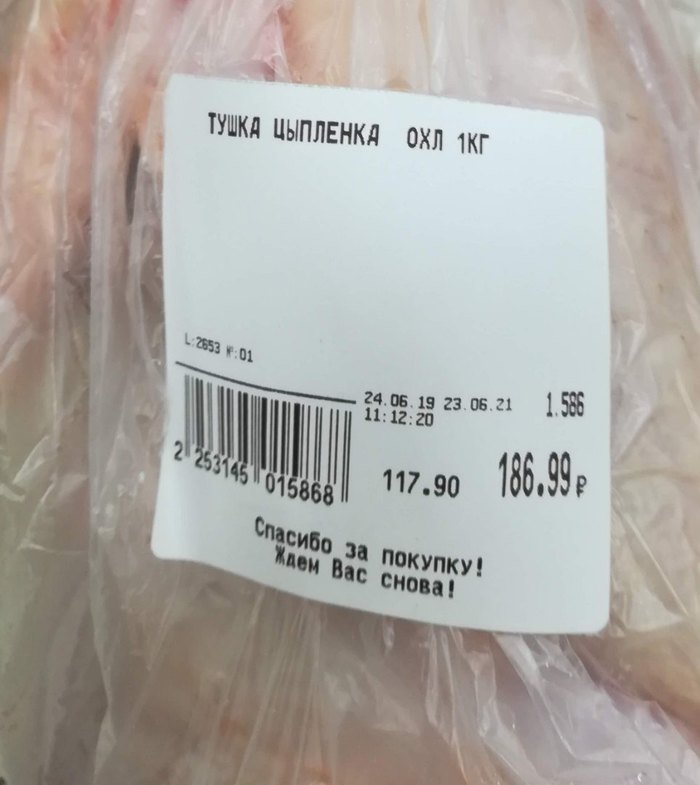 ТУШКА ЦЫПЛЕНКА ОХЛ 1КГ
L:2653 №:01
24.06.19 23.06.21 1.586
11:12:20
2 253145 015868
117.90 186.99₽
Спасибо за покупку!
Ждем Вас снова!